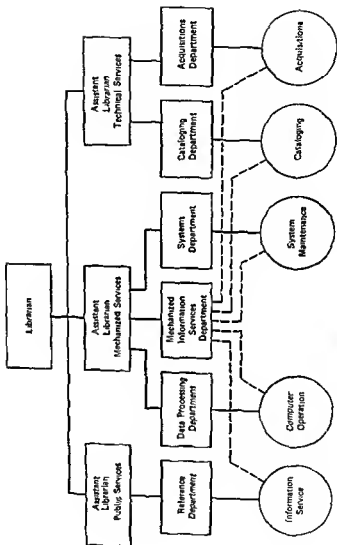 Librarian
Assistant
Librarian
Public Services
Assistant
Librarian
Mechanized Services
Assistant
Librarian
Technical Services
Reference
Department
Data Processing
Department
Mechanized
Information
Services
Department
Systems
Department
Cataloging
Department
Acquisitions
Department
Information
Service
Computer
Operation
System
Maintenance
Cataloging
Acquisitions